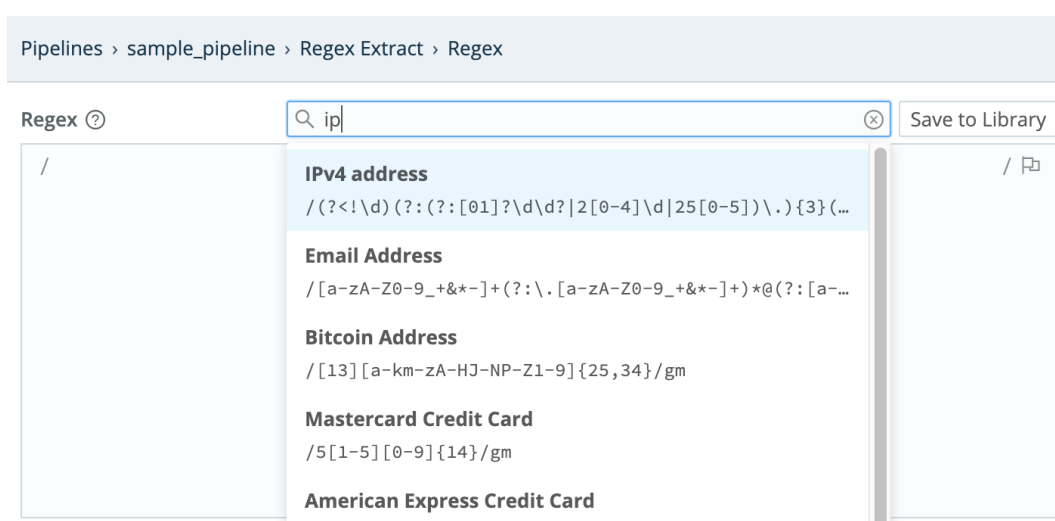 Pipelines › sample_pipeline › Regex Extract › Regex
Regex ? ip Save to Library
/ /
IPv4 address
/(?<!\d)(?:(?:[01]?\d\d?|2[0-4]\d|25[0-5])\.){3}(…
Email Address
/[a-zA-Z0-9_+&*-]+(?:\.[a-zA-Z0-9_+&*-]+)*@(?:[a-…
Bitcoin Address
/[13][a-km-zA-HJ-NP-Z1-9]{25,34}/gm
Mastercard Credit Card
/5[1-5][0-9]{14}/gm
American Express Credit Card